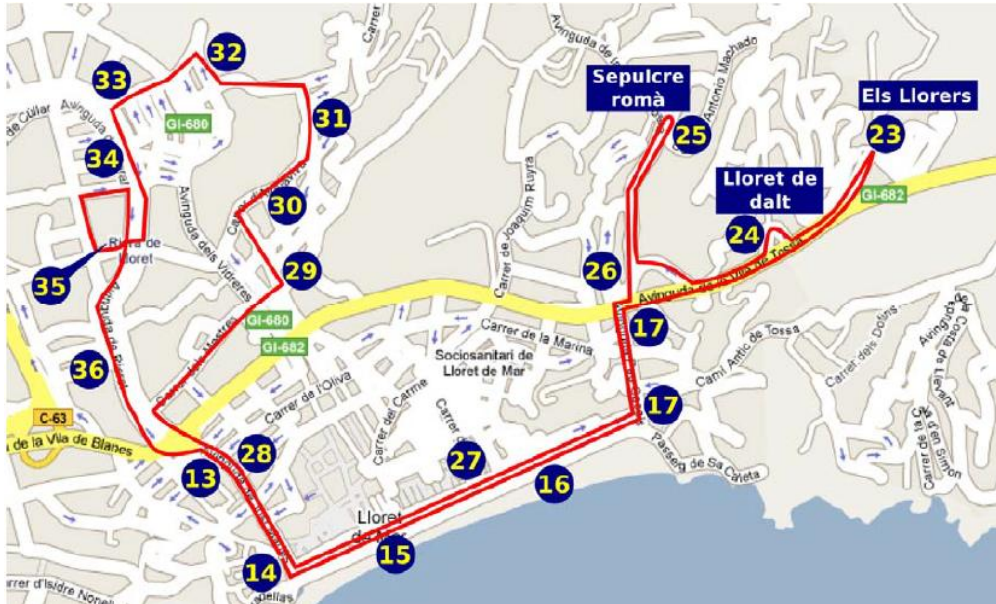 32
33
Sepulcre
romà
Els Llorers
31
25
23
GI-680
34
Lloret de
dalt
GI-682
Carrer de Joaquim Ruyra
30
24
Riera de
Lloret
Avinguda dels Vidreres
35
29
26
Avinguda de la Vila de Tossa
GI-680
17
GI-682
Carrer de la Marina
Carrer dels Mestres
Sociosanitari de
Lloret de Mar
Camí Antic de Tossa
Carrer dels Dofins
36
Carrer de l'Oliva
Carrer del Carme
17
C-63
de la Vila de Blanes
28
27
Passeig de Sa Caleta
13
16
Lloret
de Mar
15
14